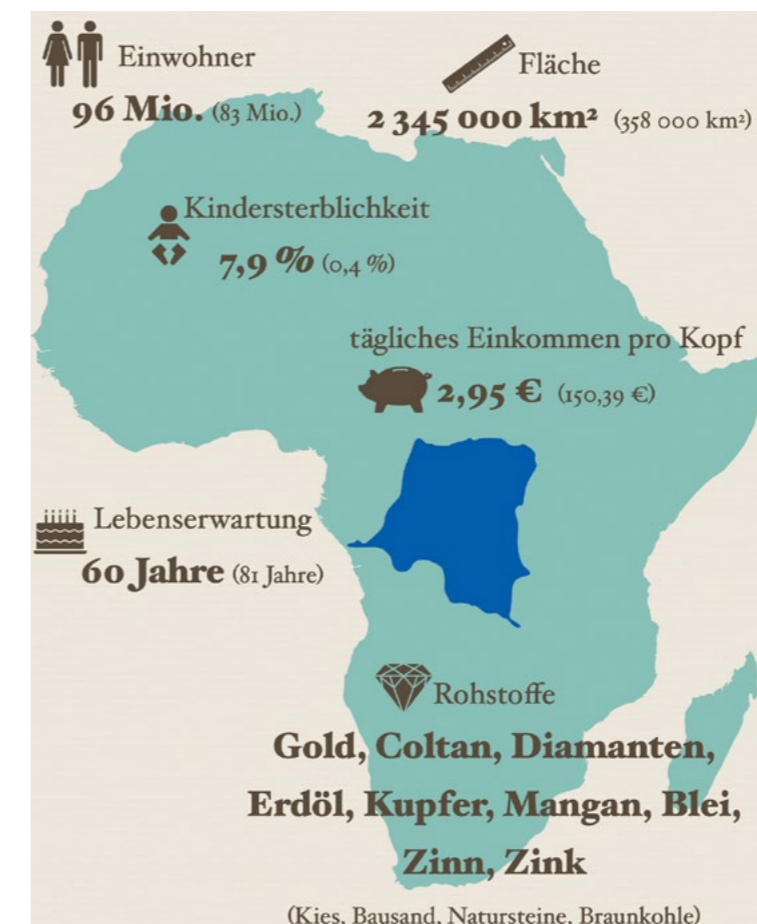 Einwohner
96 Mio. (83 Mio.)
Fläche
2 345 000 km² (358 000 km²)
Kindersterblichkeit
7,9 % (0,4 %)
tägliches Einkommen pro Kopf
2,95 € (150,39 €)
Lebenserwartung
60 Jahre (81 Jahre)
Rohstoffe
Gold, Coltan, Diamanten,
Erdöl, Kupfer, Mangan, Blei,
Zinn, Zink
(Kies, Bausand, Natursteine, Braunkohle)